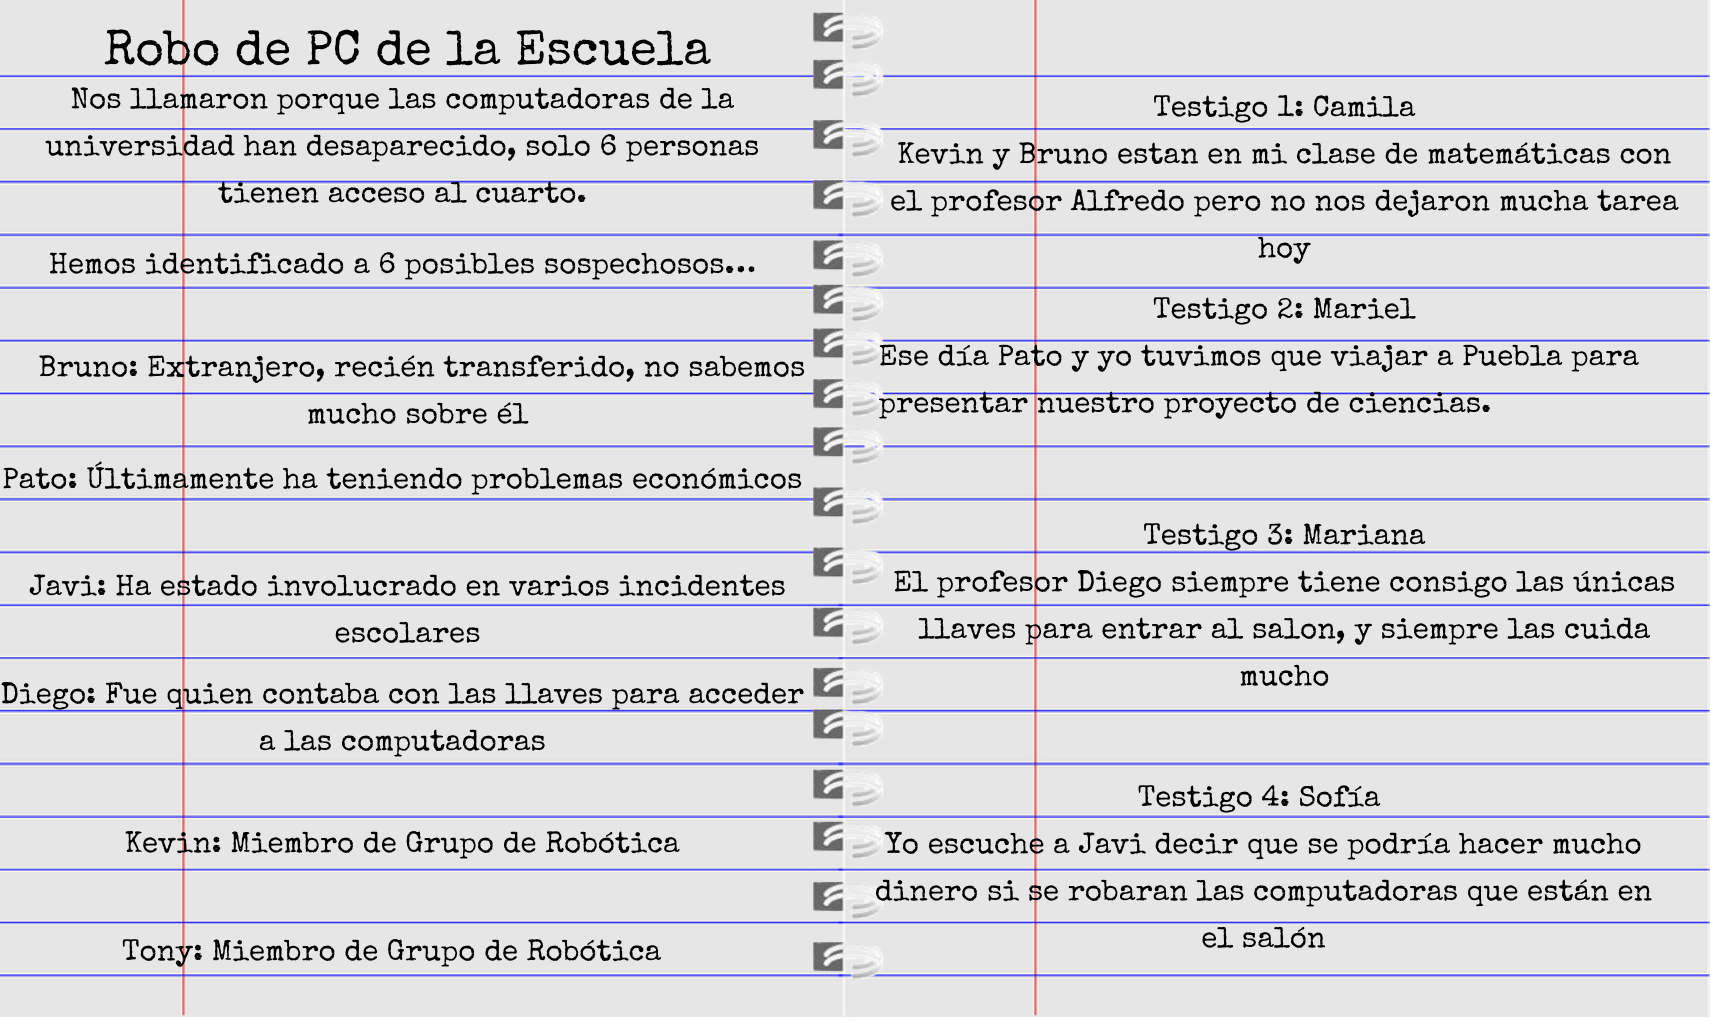 Robo de PC de la Escuela
Nos llamaron porque las computadoras de la
universidad han desaparecido, solo 6 personas
tienen acceso al cuarto.
Hemos identificado a 6 posibles sospechosos...
Bruno: Extranjero, recién transferido, no sabemos
mucho sobre él
Pato: Últimamente ha teniendo problemas económicos
Javi: Ha estado involucrado en varios incidentes
escolares
Diego: Fue quien contaba con las llaves para acceder
a las computadoras
Kevin: Miembro de Grupo de Robótica
Tony: Miembro de Grupo de Robótica
Testigo 1: Camila
Kevin y Bruno estan en mi clase de matemáticas con
el profesor Alfredo pero no nos dejaron mucha tarea
hoy
Testigo 2: Mariel
Ese día Pato y yo tuvimos que viajar a Puebla para
presentar nuestro proyecto de ciencias.
Testigo 3: Mariana
El profesor Diego siempre tiene consigo las únicas
llaves para entrar al salon, y siempre las cuida
mucho
Testigo 4: Sofía
Yo escuche a Javi decir que se podría hacer mucho
dinero si se robaran las computadoras que están en
el salón